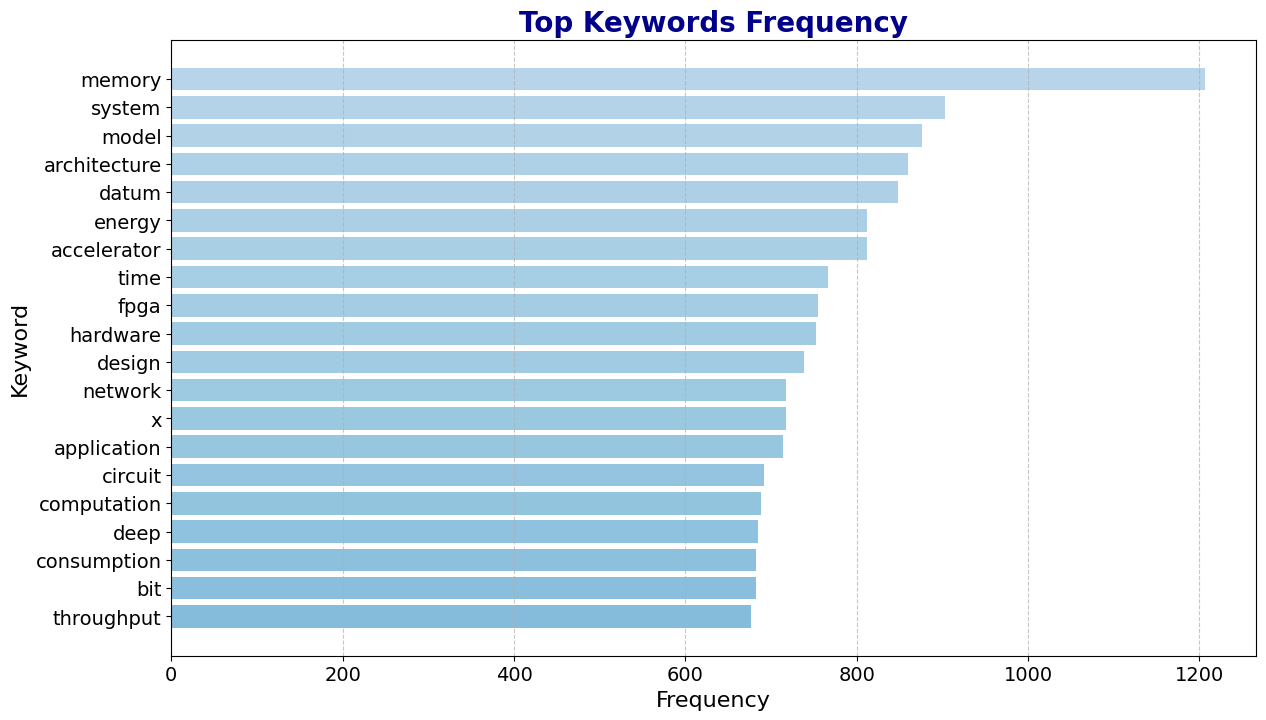 Top Keywords Frequency
memory
system
model
architecture
datum
energy
accelerator
time
fpga
hardware
design
network
x
application
circuit
computation
deep
consumption
bit
throughput
Keyword
0 200 400 600 800 1000 1200
Frequency